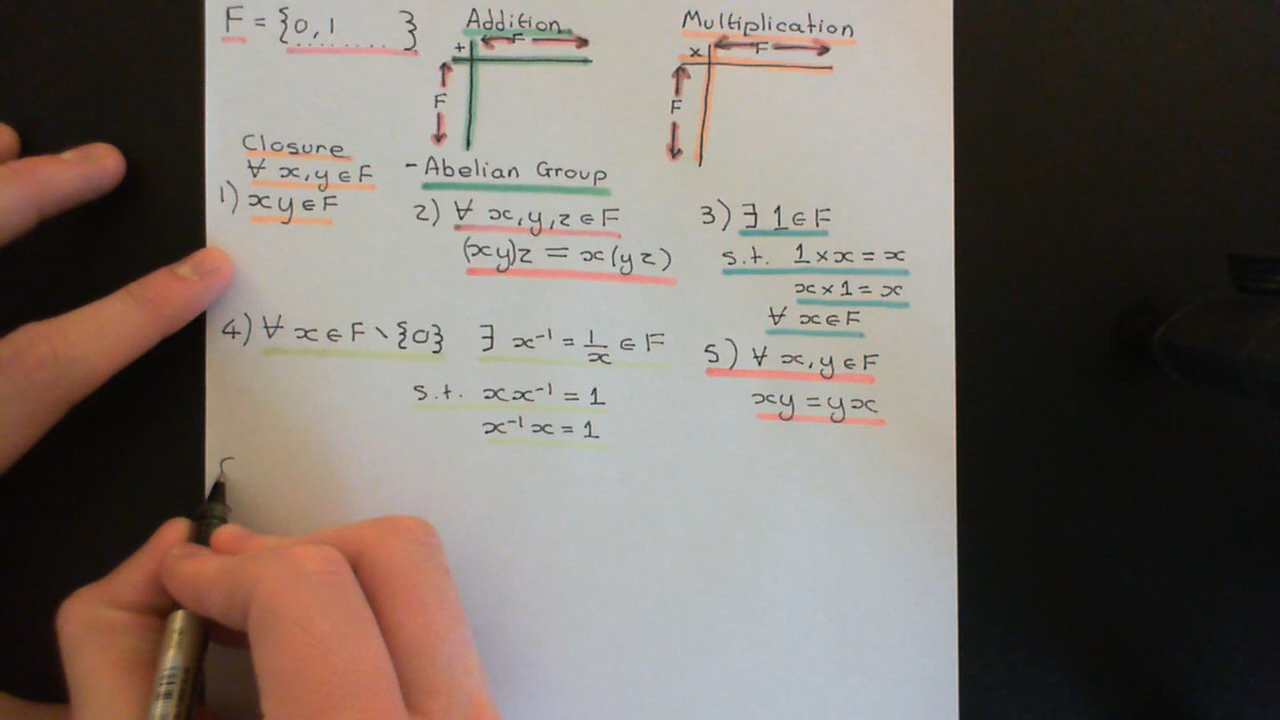 F = {0,1 ........ }
Addition
+ F
F
Multiplication
× F
F
Closure
∀ x,y∈F
1) xy∈F
-Abelian Group
2) ∀ x,y,z∈F
(xy)z = x(yz)
3) ∃ 1∈F
s.t. 1×x=x
x×1=x
∀ x∈F
4) ∀ x∈F\{0} ∃ x⁻¹ = 1/x ∈ F
s.t. xx⁻¹ = 1
x⁻¹x = 1
5) ∀ x,y∈F
xy = yx